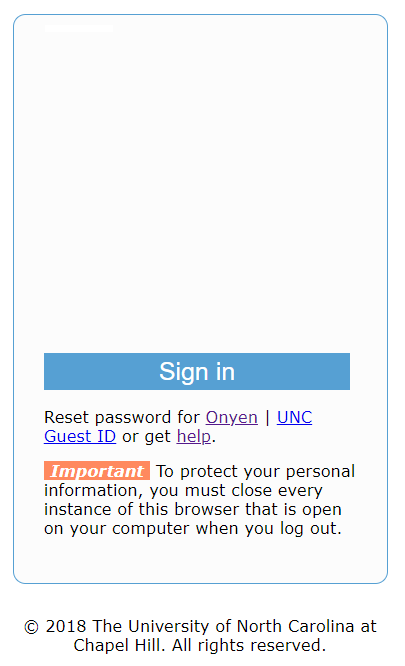 Sign in
Reset password for Onyen | UNC
Guest ID or get help.
Important To protect your personal
information, you must close every
instance of this browser that is open
on your computer when you log out.
© 2018 The University of North Carolina at
Chapel Hill. All rights reserved.